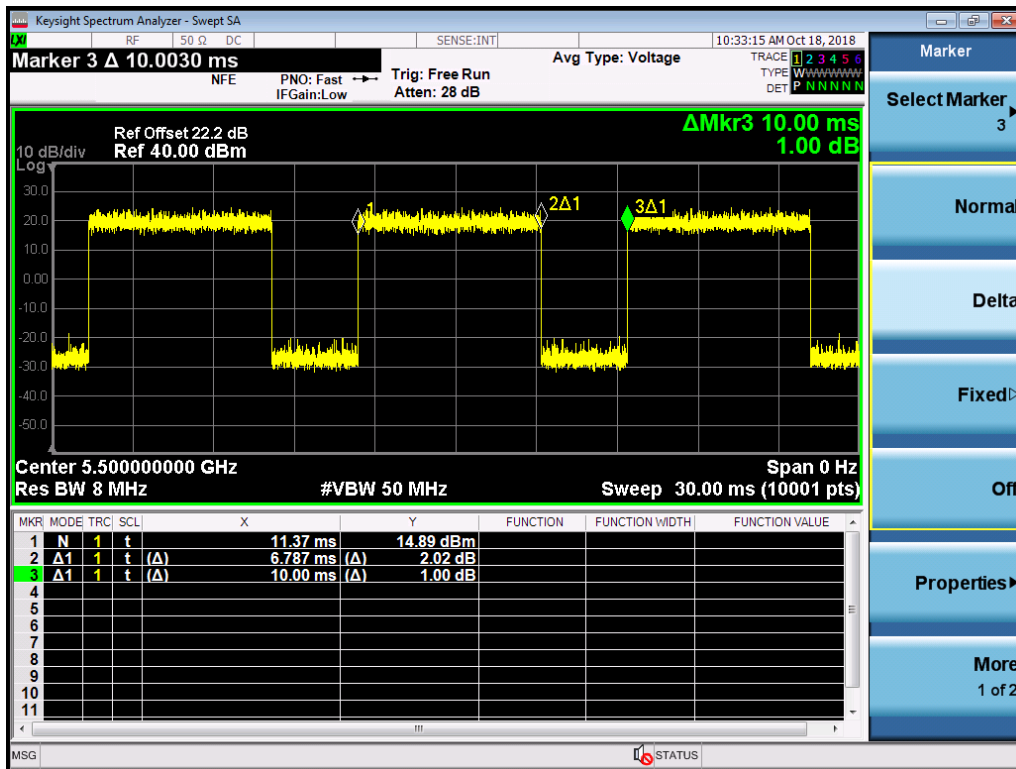 Keysight Spectrum Analyzer - Swept SA
LXI RF 50 Ω DC SENSE:INT 10:33:15 AM Oct 18, 2018
Marker 3 Δ 10.0030 ms Avg Type: Voltage TRACE 1 2 3 4 5 6
NFE PNO: Fast Trig: Free Run TYPE WWWWWW
IFGain:Low Atten: 28 dB DET P N N N N N
Marker
Select Marker
3
Normal
Delta
Fixed
Off
Properties
More
1 of 2
Ref Offset 22.2 dB ΔMkr3 10.00 ms
10 dB/div Ref 40.00 dBm 1.00 dB
Log
30.0
20.0
10.0
0.00
-10.0
-20.0
-30.0
-40.0
-50.0
1 2Δ1 3Δ1
Center 5.500000000 GHz Span 0 Hz
Res BW 8 MHz #VBW 50 MHz Sweep 30.00 ms (10001 pts)
MKR MODE TRC SCL X Y FUNCTION FUNCTION WIDTH FUNCTION VALUE
1 N 1 t 11.37 ms 14.89 dBm
2 Δ1 1 t (Δ) 6.787 ms (Δ) 2.02 dB
3 Δ1 1 t (Δ) 10.00 ms (Δ) 1.00 dB
4
5
6
7
8
9
10
11
MSG STATUS